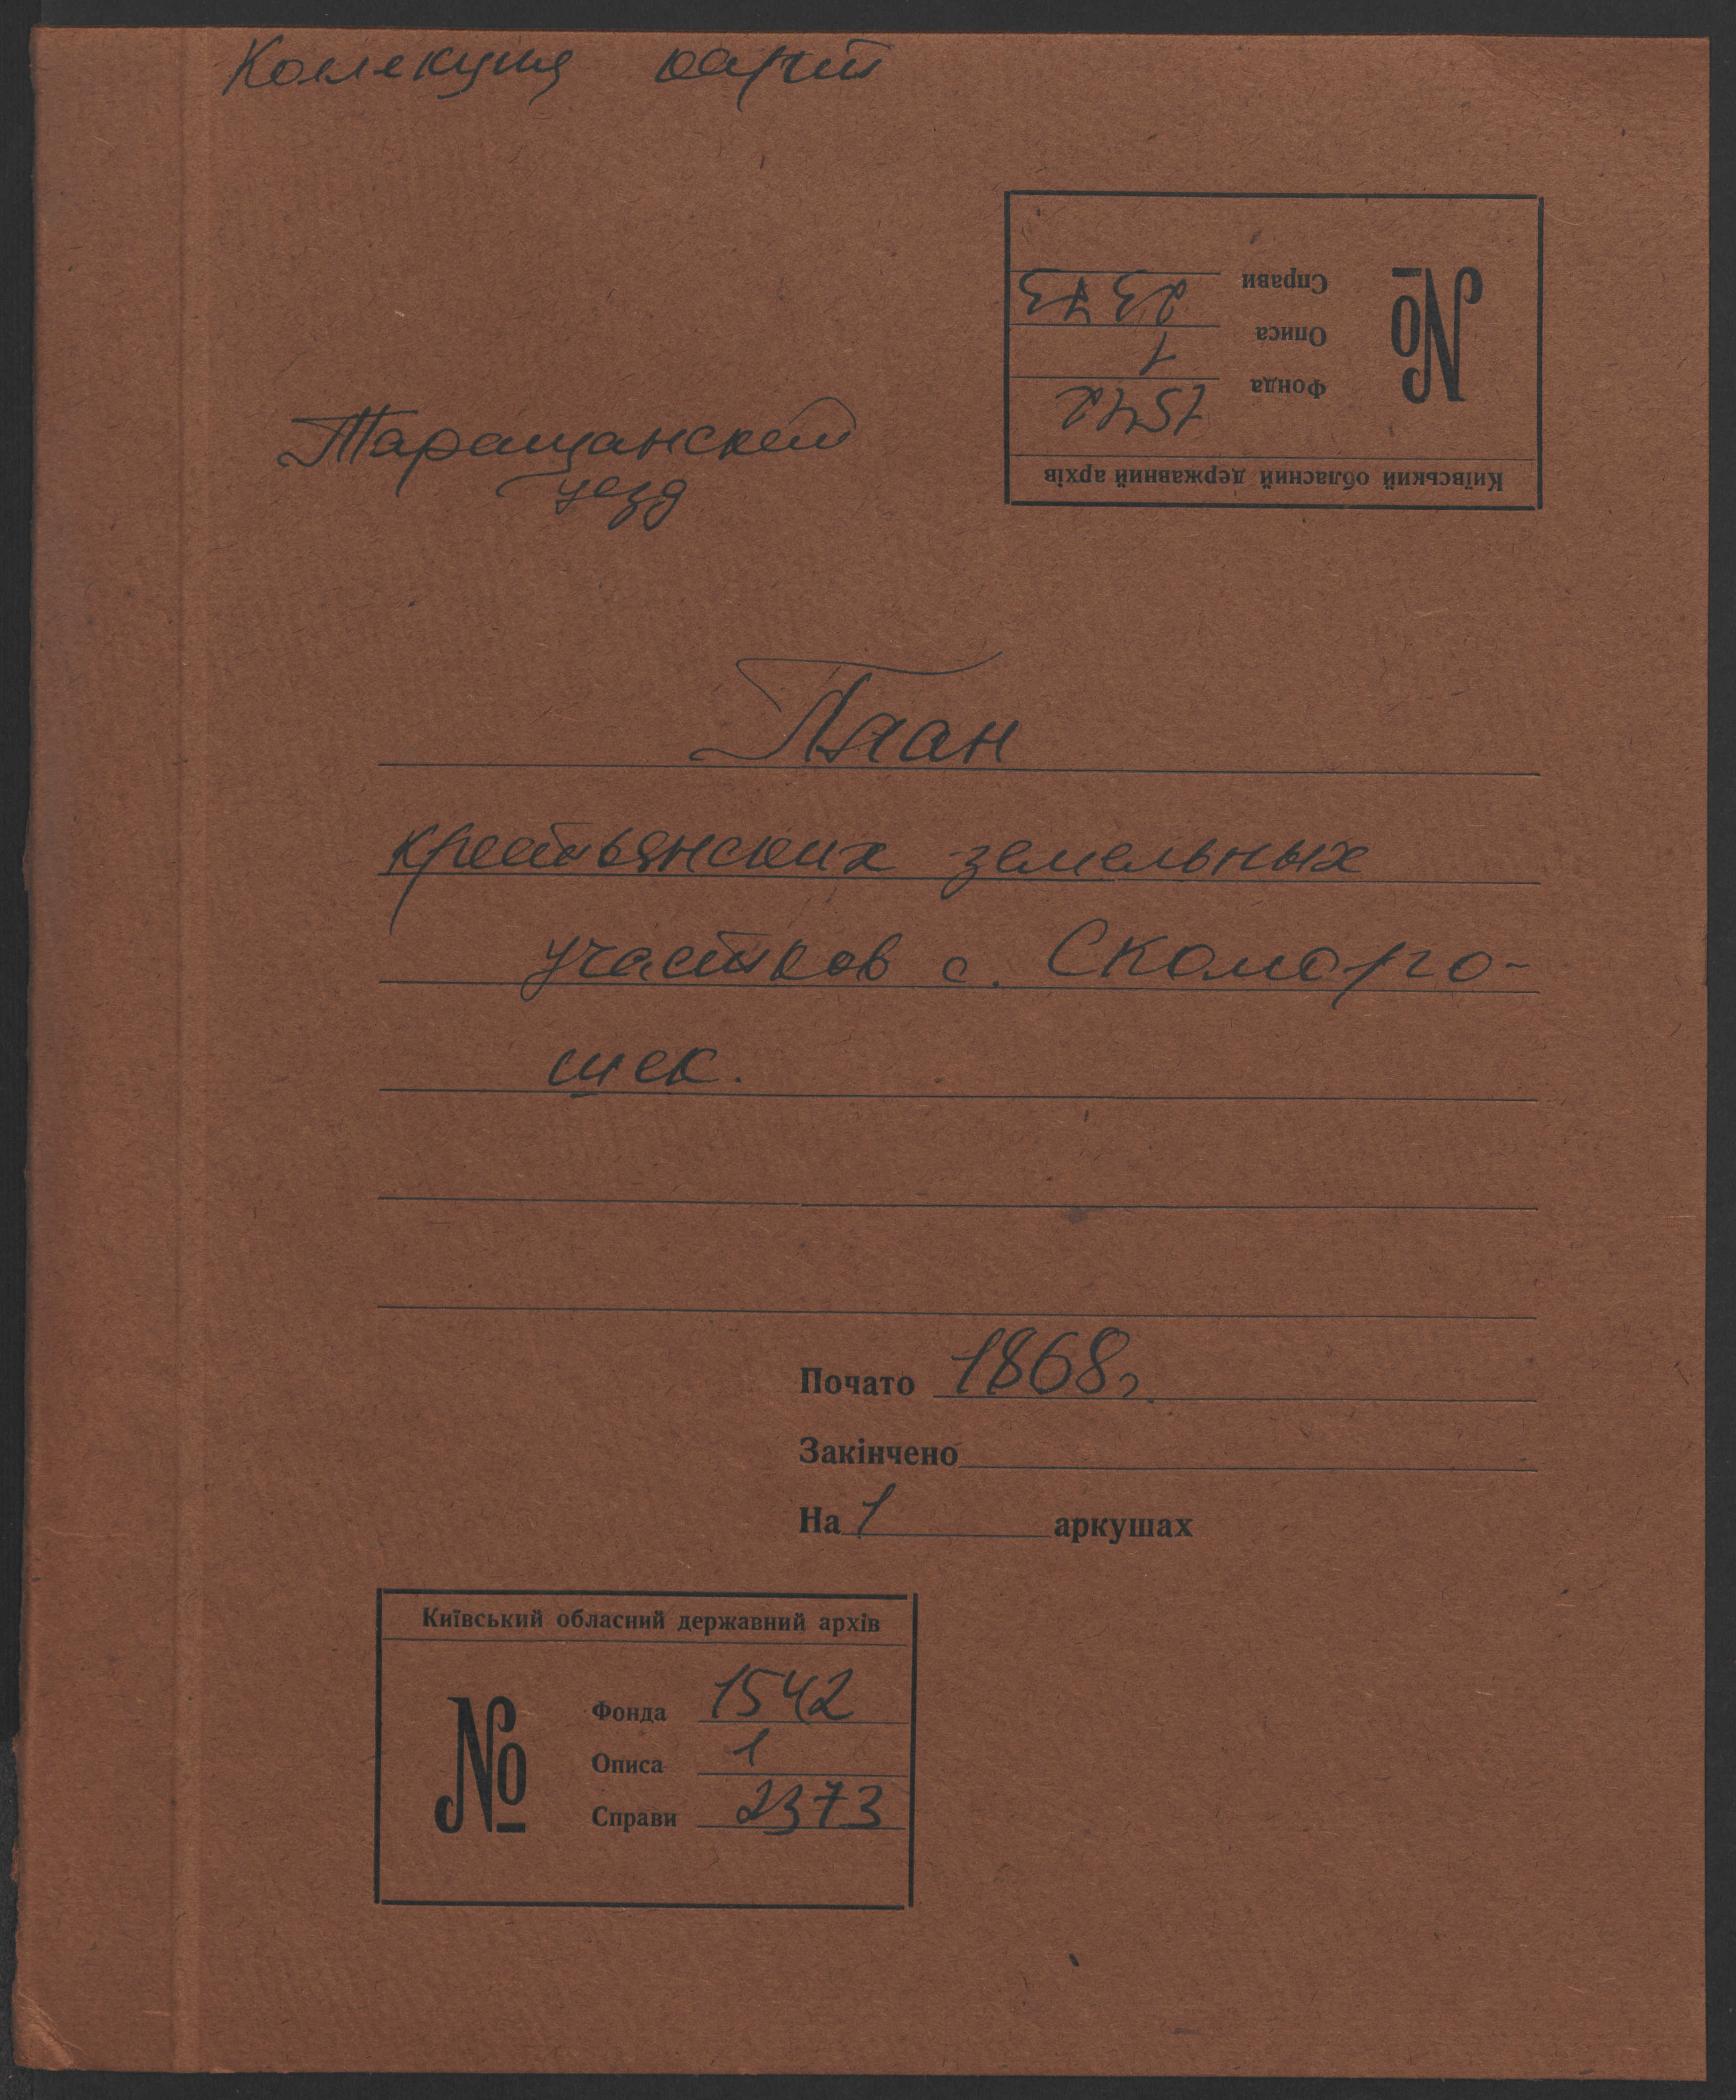 Коллекция карт
Справи 2373
Описа 1
Фонда 1542
№
Київський обласний державний архів
Таращанский
уезд
План
крестьянских земельных
участков с. Скоморо-
шек.
Почато 1868г.
Закінчено
На 1 аркушах
Київський обласний державний архів
№
Фонда 1542
Описа 1
Справи 2373